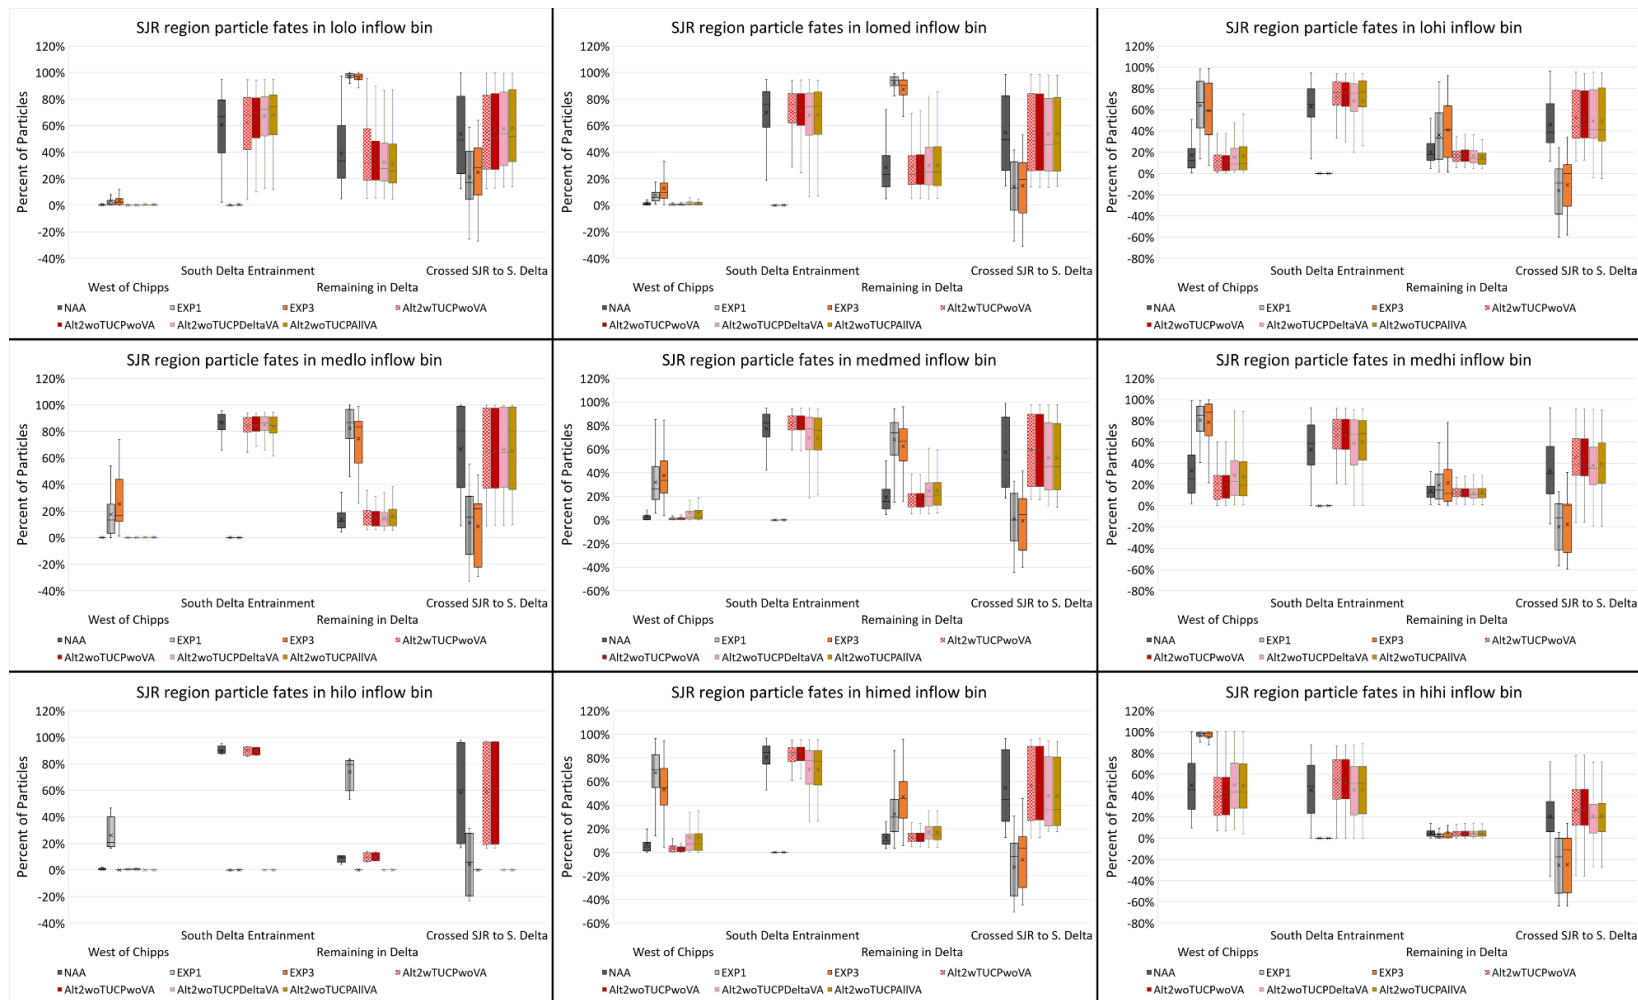 SJR region particle fates in lolo inflow bin
Percent of Particles
120%
100%
80%
60%
40%
20%
0%
-20%
-40%
South Delta Entrainment
Crossed SJR to S. Delta
West of Chipps
Remaining in Delta
NAA
EXP1
EXP3
Alt2wTUCPwoVA
Alt2woTUCPwoVA
Alt2woTUCPDeltaVA
Alt2woTUCPAllVA
SJR region particle fates in lomed inflow bin
Percent of Particles
120%
100%
80%
60%
40%
20%
0%
-20%
-40%
South Delta Entrainment
Crossed SJR to S. Delta
West of Chipps
Remaining in Delta
NAA
EXP1
EXP3
Alt2wTUCPwoVA
Alt2woTUCPwoVA
Alt2woTUCPDeltaVA
Alt2woTUCPAllVA
SJR region particle fates in lohi inflow bin
Percent of Particles
120%
100%
80%
60%
40%
20%
0%
-20%
-40%
-60%
-80%
South Delta Entrainment
Crossed SJR to S. Delta
West of Chipps
Remaining in Delta
NAA
EXP1
EXP3
Alt2wTUCPwoVA
Alt2woTUCPwoVA
Alt2woTUCPDeltaVA
Alt2woTUCPAllVA
SJR region particle fates in medlo inflow bin
Percent of Particles
120%
100%
80%
60%
40%
20%
0%
-20%
-40%
South Delta Entrainment
Crossed SJR to S. Delta
West of Chipps
Remaining in Delta
NAA
EXP1
EXP3
Alt2wTUCPwoVA
Alt2woTUCPwoVA
Alt2woTUCPDeltaVA
Alt2woTUCPAllVA
SJR region particle fates in medmed inflow bin
Percent of Particles
120%
100%
80%
60%
40%
20%
0%
-20%
-40%
-60%
South Delta Entrainment
Crossed SJR to S. Delta
West of Chipps
Remaining in Delta
NAA
EXP1
EXP3
Alt2wTUCPwoVA
Alt2woTUCPwoVA
Alt2woTUCPDeltaVA
Alt2woTUCPAllVA
SJR region particle fates in medhi inflow bin
Percent of Particles
120%
100%
80%
60%
40%
20%
0%
-20%
-40%
-60%
-80%
South Delta Entrainment
Crossed SJR to S. Delta
West of Chipps
Remaining in Delta
NAA
EXP1
EXP3
Alt2wTUCPwoVA
Alt2woTUCPwoVA
Alt2woTUCPDeltaVA
Alt2woTUCPAllVA
SJR region particle fates in hilo inflow bin
Percent of Particles
120%
100%
80%
60%
40%
20%
0%
-20%
-40%
South Delta Entrainment
Crossed SJR to S. Delta
West of Chipps
Remaining in Delta
NAA
EXP1
EXP3
Alt2wTUCPwoVA
Alt2woTUCPwoVA
Alt2woTUCPDeltaVA
Alt2woTUCPAllVA
SJR region particle fates in himed inflow bin
Percent of Particles
120%
100%
80%
60%
40%
20%
0%
-20%
-40%
-60%
South Delta Entrainment
Crossed SJR to S. Delta
West of Chipps
Remaining in Delta
NAA
EXP1
EXP3
Alt2wTUCPwoVA
Alt2woTUCPwoVA
Alt2woTUCPDeltaVA
Alt2woTUCPAllVA
SJR region particle fates in hihi inflow bin
Percent of Particles
120%
100%
80%
60%
40%
20%
0%
-20%
-40%
-60%
-80%
South Delta Entrainment
Crossed SJR to S. Delta
West of Chipps
Remaining in Delta
NAA
EXP1
EXP3
Alt2wTUCPwoVA
Alt2woTUCPwoVA
Alt2woTUCPDeltaVA
Alt2woTUCPAllVA